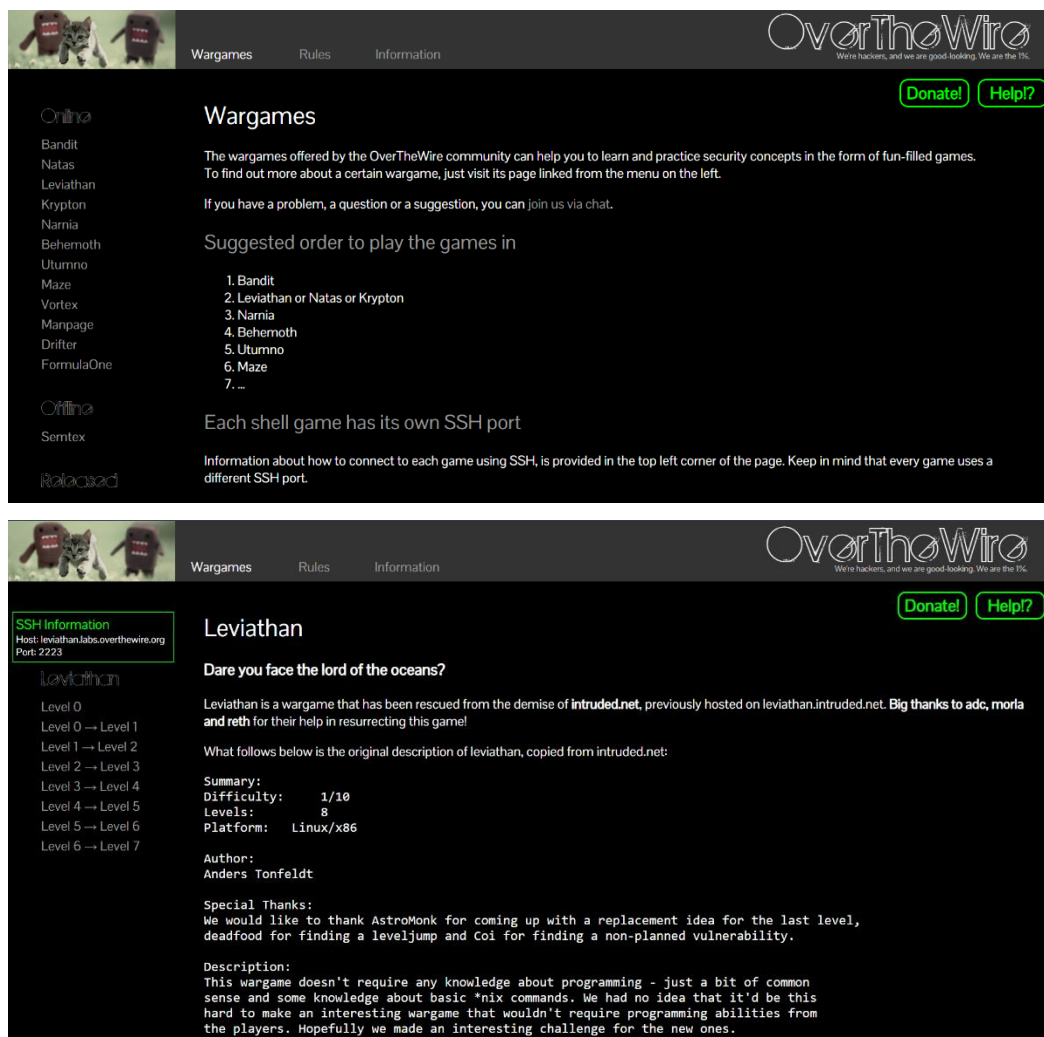 OverTheWire
We're hackers, and we are good-looking. We are the 1%.
Wargames Rules Information
Donate! Help!?
Online
Bandit
Natas
Leviathan
Krypton
Narnia
Behemoth
Utumno
Maze
Vortex
Manpage
Drifter
FormulaOne
Offline
Semtex
Released
Wargames
The wargames offered by the OverTheWire community can help you to learn and practice security concepts in the form of fun-filled games.
To find out more about a certain wargame, just visit its page linked from the menu on the left.
If you have a problem, a question or a suggestion, you can join us via chat.
Suggested order to play the games in
1. Bandit
2. Leviathan or Natas or Krypton
3. Narnia
4. Behemoth
5. Utumno
6. Maze
7. ...
Each shell game has its own SSH port
Information about how to connect to each game using SSH, is provided in the top left corner of the page. Keep in mind that every game uses a
different SSH port.
OverTheWire
We're hackers, and we are good-looking. We are the 1%.
Wargames Rules Information
Donate! Help!?
SSH Information
Host: leviathan.labs.overthewire.org
Port: 2223
Leviathan
Level 0
Level 0 → Level 1
Level 1 → Level 2
Level 2 → Level 3
Level 3 → Level 4
Level 4 → Level 5
Level 5 → Level 6
Level 6 → Level 7
Leviathan
Dare you face the lord of the oceans?
Leviathan is a wargame that has been rescued from the demise of intruded.net, previously hosted on leviathan.intruded.net. Big thanks to adc, morla
and reth for their help in resurrecting this game!
What follows below is the original description of leviathan, copied from intruded.net:
Summary:
Difficulty: 1/10
Levels: 8
Platform: Linux/x86
Author:
Anders Tonfeldt
Special Thanks:
We would like to thank AstroMonk for coming up with a replacement idea for the last level,
deadfood for finding a leveljump and Coi for finding a non-planned vulnerability.
Description:
This wargame doesn't require any knowledge about programming - just a bit of common
sense and some knowledge about basic *nix commands. We had no idea that it'd be this
hard to make an interesting wargame that wouldn't require programming abilities from
the players. Hopefully we made an interesting challenge for the new ones.